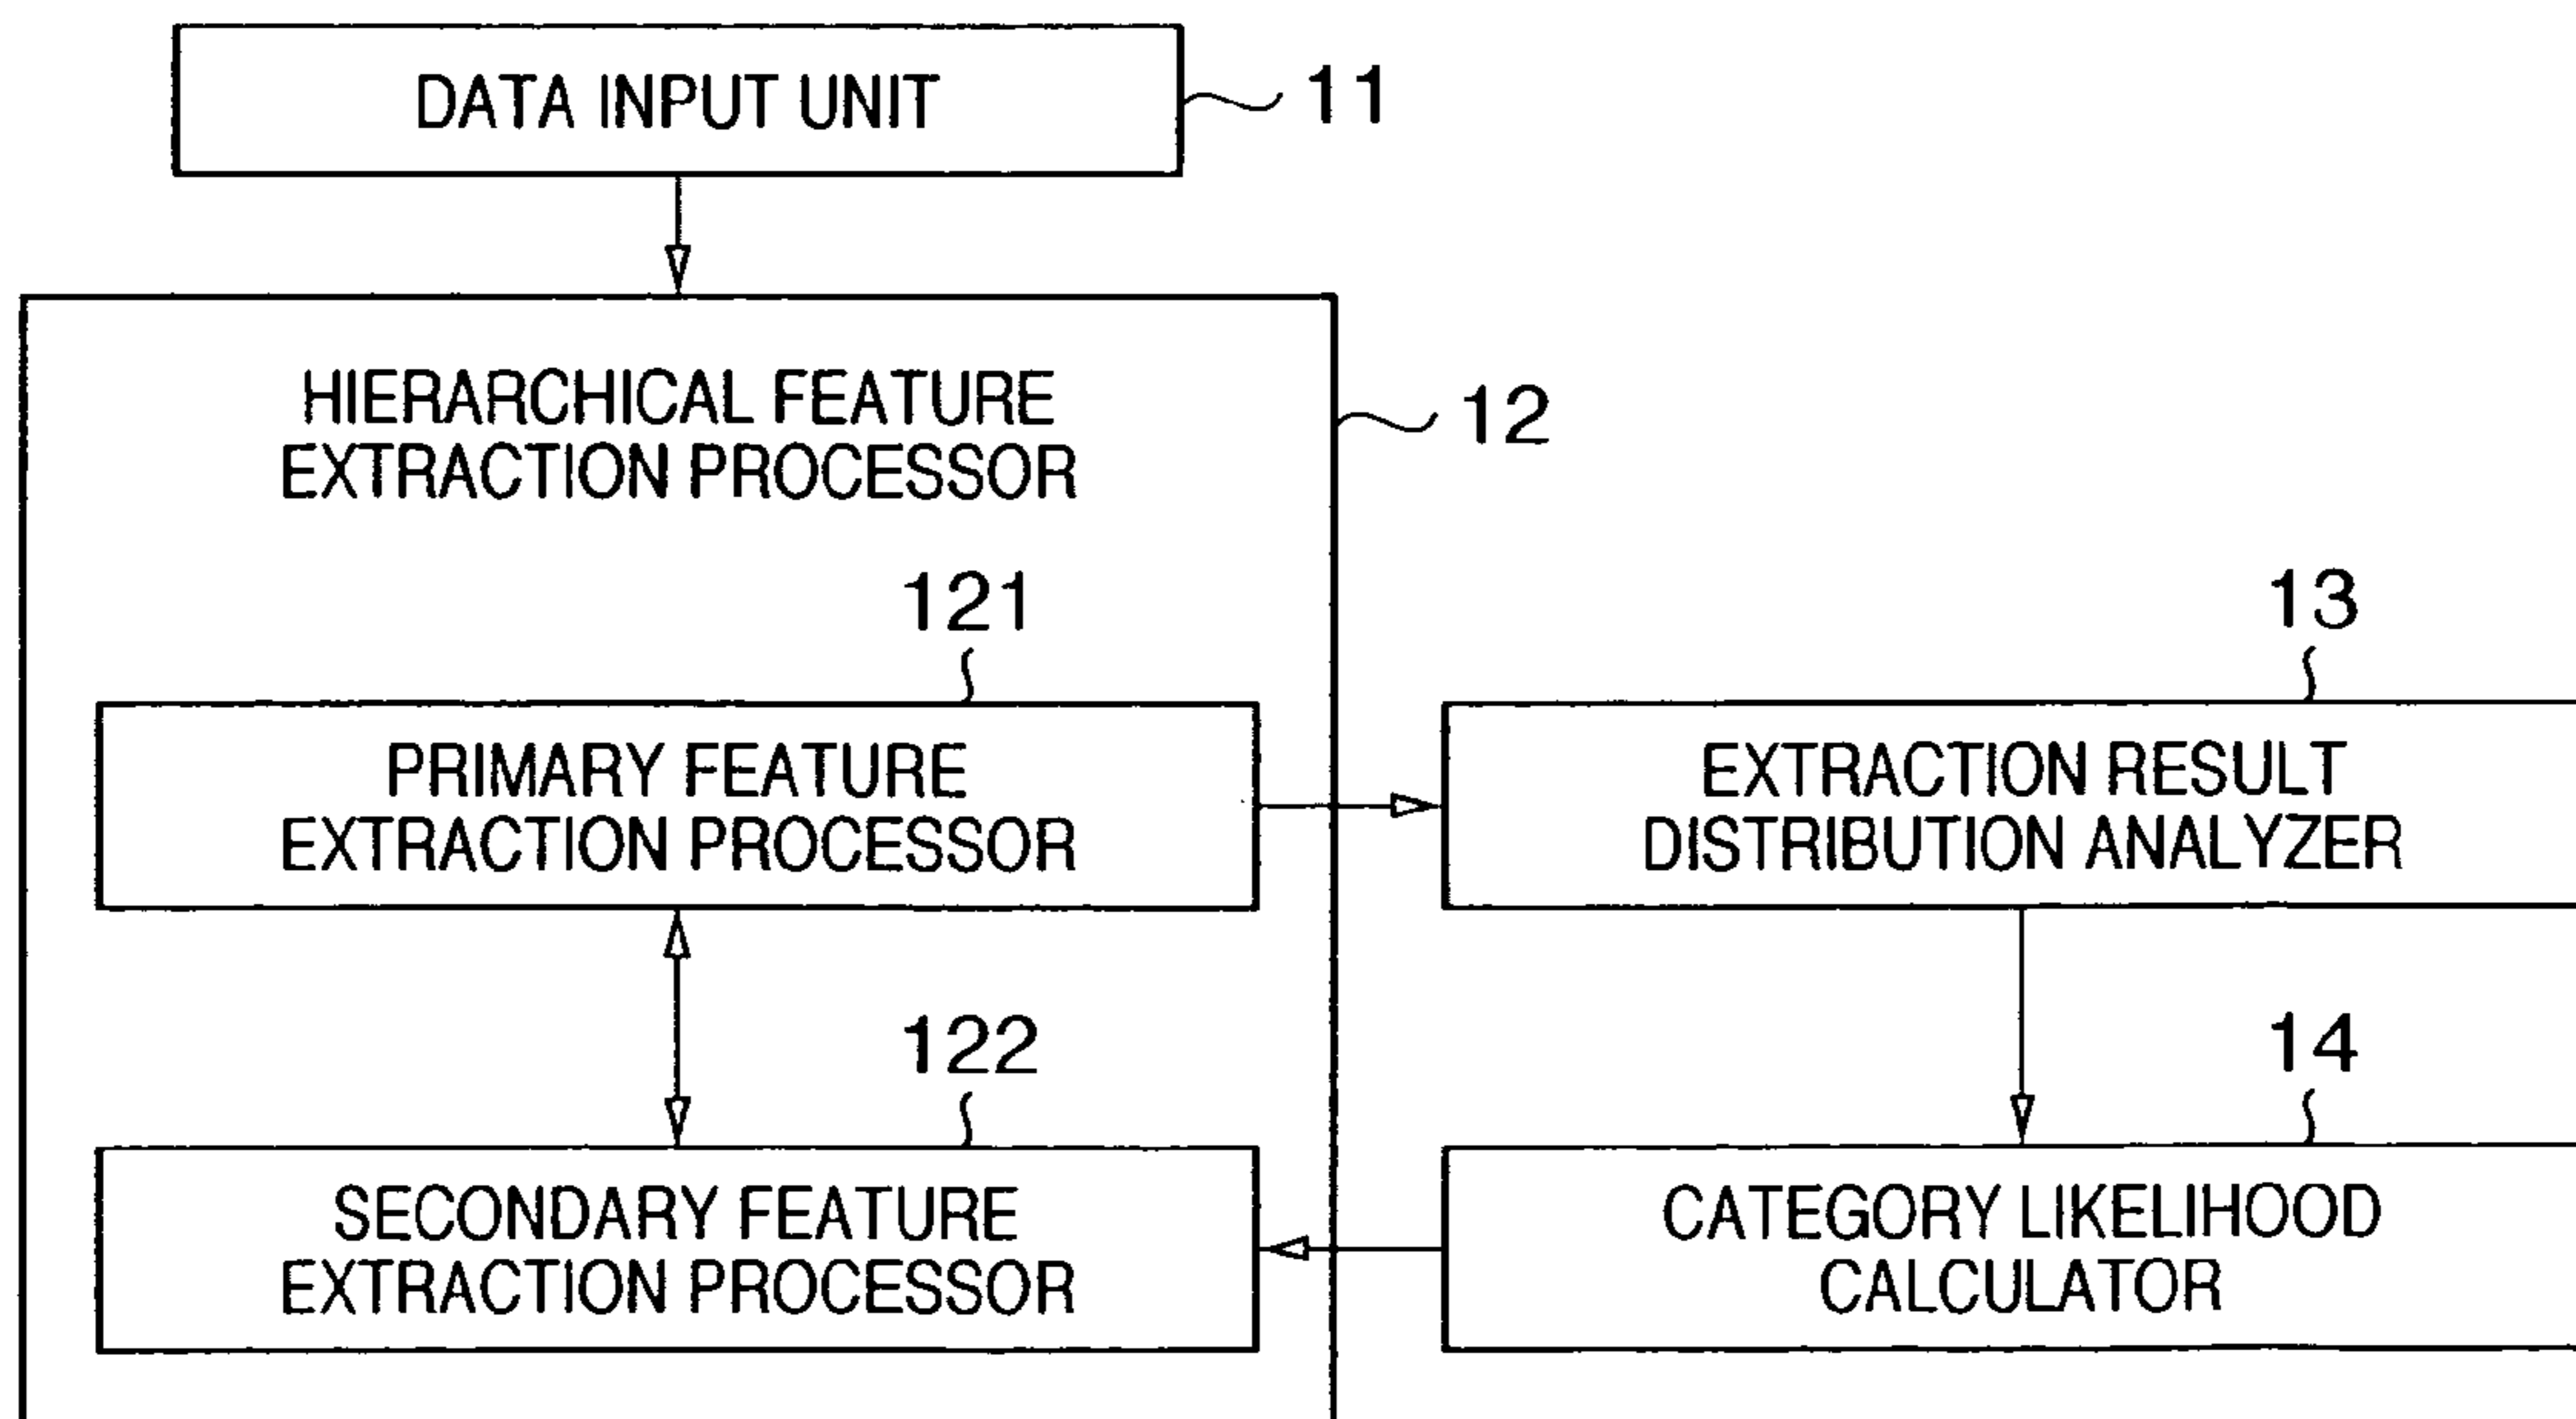 DATA INPUT UNIT
11
HIERARCHICAL FEATURE
EXTRACTION PROCESSOR
12
121
PRIMARY FEATURE
EXTRACTION PROCESSOR
13
EXTRACTION RESULT
DISTRIBUTION ANALYZER
122
SECONDARY FEATURE
EXTRACTION PROCESSOR
14
CATEGORY LIKELIHOOD
CALCULATOR